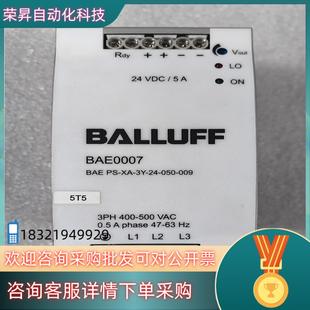 荣昇自动化科技
Rdy + + − − Vout
24 VDC / 5 A
LO
ON
BALLUFF
BAE0007
BAE PS-XA-3Y-24-050-009
5T5
3PH 400-500 VAC
0.5 A phase 47-63 Hz
18321949929
L1 L2 L3
欢迎咨询采购批发可对公开票
咨询客服详情下单采购